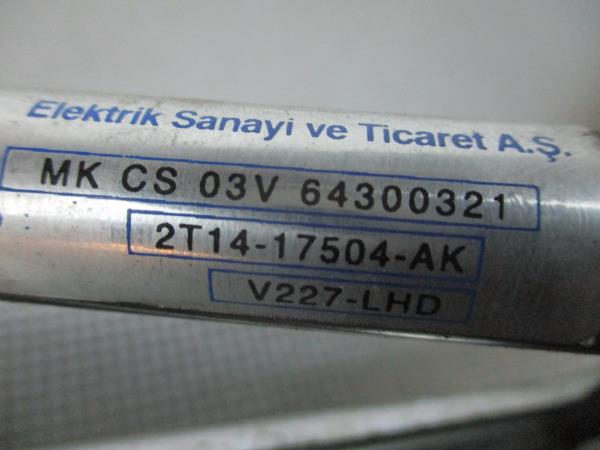 Elektrik Sanayi ve Ticaret A.Ş.
MK CS 03V 64300321
2T14-17504-AK
V227-LHD